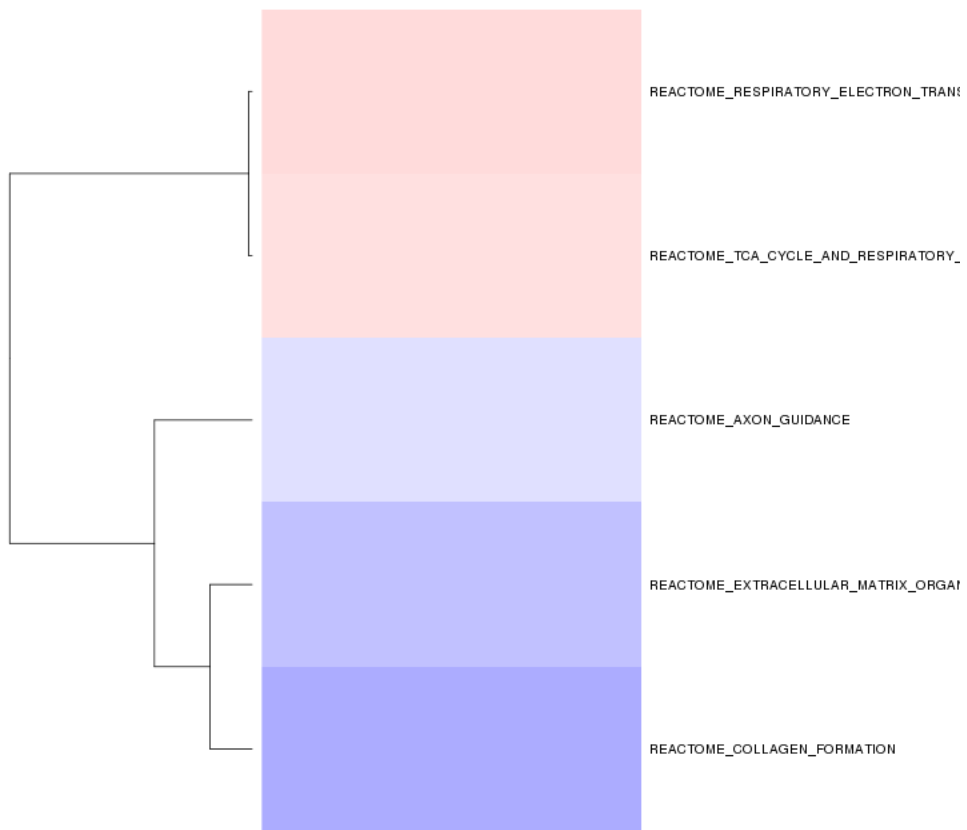 REACTOME_RESPIRATORY_ELECTRON_TRANS
REACTOME_TCA_CYCLE_AND_RESPIRATORY_
REACTOME_AXON_GUIDANCE
REACTOME_EXTRACELLULAR_MATRIX_ORGAN
REACTOME_COLLAGEN_FORMATION